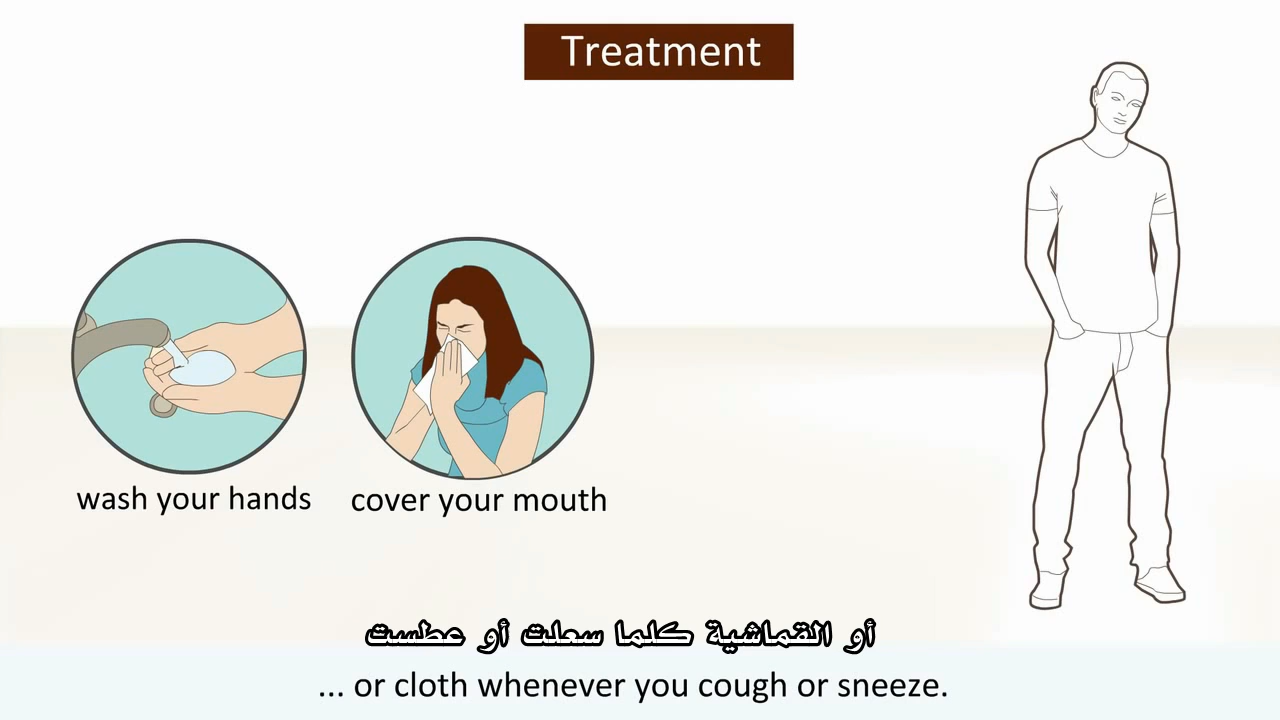 Treatment
wash your hands
cover your mouth
أو القماشية كلما سعلت أو عطست
... or cloth whenever you cough or sneeze.